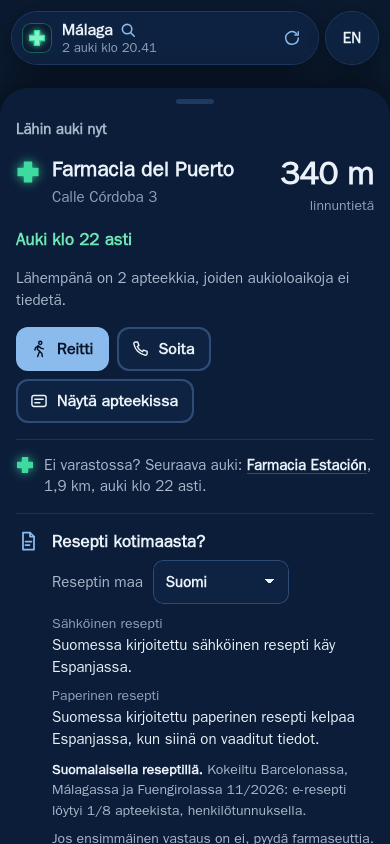 Málaga
2 auki klo 20.41
EN
Lähin auki nyt
Farmacia del Puerto
340 m
Calle Córdoba 3
linnuntietä
Auki klo 22 asti
Lähempänä on 2 apteekkia, joiden aukioloaikoja ei
tiedetä.
Reitti
Soita
Näytä apteekissa
Ei varastossa? Seuraava auki: Farmacia Estación,
1,9 km, auki klo 22 asti.
Resepti kotimaasta?
Reseptin maa
Suomi
Sähköinen resepti
Suomessa kirjoitettu sähköinen resepti käy
Espanjassa.
Paperinen resepti
Suomessa kirjoitettu paperinen resepti kelpaa
Espanjassa, kun siinä on vaaditut tiedot.
Suomalaisella reseptillä. Kokeiltu Barcelonassa,
Málagassa ja Fuengirolassa 11/2026: e-resepti
löytyi 1/8 apteekista, henkilötunnuksella.
Jos ensimmäinen vastaus on ei, pyydä farmaseuttia.